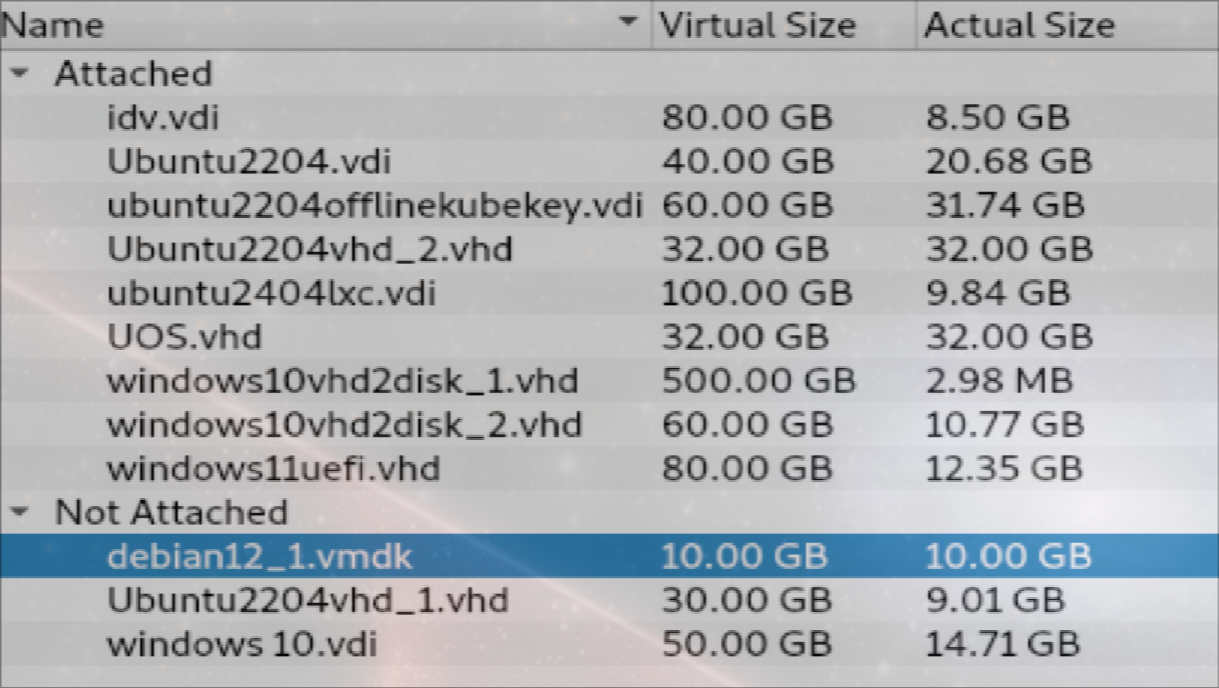 Name Virtual Size Actual Size
Attached
idv.vdi 80.00 GB 8.50 GB
Ubuntu2204.vdi 40.00 GB 20.68 GB
ubuntu2204offlinekubekey.vdi 60.00 GB 31.74 GB
Ubuntu2204vhd_2.vhd 32.00 GB 32.00 GB
ubuntu2404lxc.vdi 100.00 GB 9.84 GB
UOS.vhd 32.00 GB 32.00 GB
windows10vhd2disk_1.vhd 500.00 GB 2.98 MB
windows10vhd2disk_2.vhd 60.00 GB 10.77 GB
windows11uefi.vhd 80.00 GB 12.35 GB
Not Attached
debian12_1.vmdk 10.00 GB 10.00 GB
Ubuntu2204vhd_1.vhd 30.00 GB 9.01 GB
windows 10.vdi 50.00 GB 14.71 GB